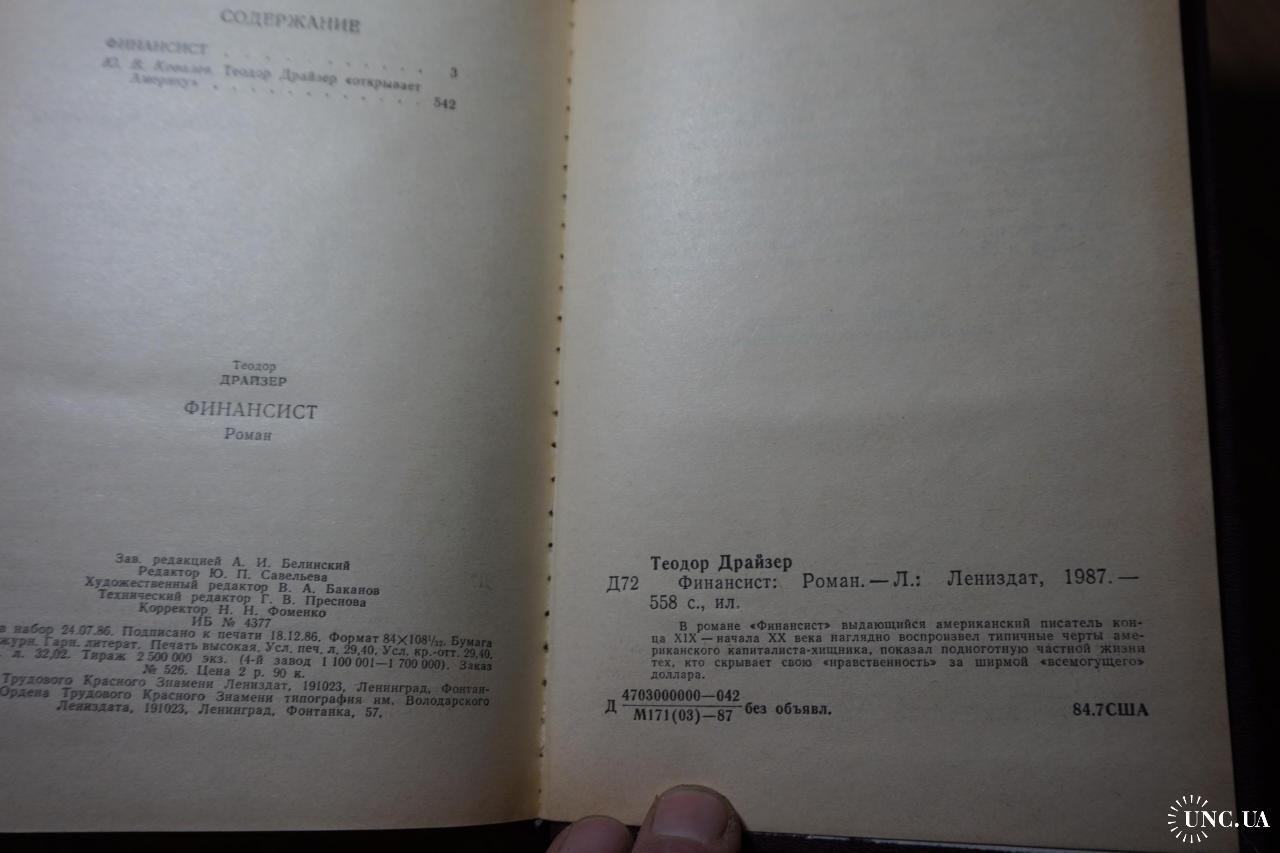 СОДЕРЖАНИЕ
ФИНАНСИСТ . . . . . . . . . . 3
Ю. В. Ковалев. Теодор Драйзер «открывает
Америку» . . . . . . . . . . . 542
Теодор
ДРАЙЗЕР
ФИНАНСИСТ
Роман
Зав. редакцией А. И. Белинский
Редактор Ю. П. Савельева
Художественный редактор В. А. Баканов
Технический редактор Г. В. Преснова
Корректор Н. Н. Фоменко
ИБ № 4377
в набор 24.07.86. Подписано к печати 18.12.86. Формат 84×108¹/₃₂. Бумага
журн. Гарн. литерат. Печать высокая. Усл. печ. л. 29,40. Усл. кр.-отт. 29,40.
л. 32,02. Тираж 2 500 000 экз. (4-й завод 1 100 001—1 700 000). Заказ
№ 526. Цена 2 р. 90 к.
Трудового Красного Знамени Лениздат, 191023, Ленинград, Фонтан-
Ордена Трудового Красного Знамени типография им. Володарского
Лениздата, 191023, Ленинград, Фонтанка, 57.
Теодор Драйзер
Д72 Финансист: Роман.—Л.: Лениздат, 1987.—
558 с., ил.
В романе «Финансист» выдающийся американский писатель кон-
ца XIX—начала XX века наглядно воспроизвел типичные черты аме-
риканского капиталиста-хищника, показал подноготную частной жизни
тех, кто скрывает свою «нравственность» за ширмой «всемогущего»
доллара.
4703000000—042
Д М171(03)—87 без объявл. 84.7США
UNC.UA